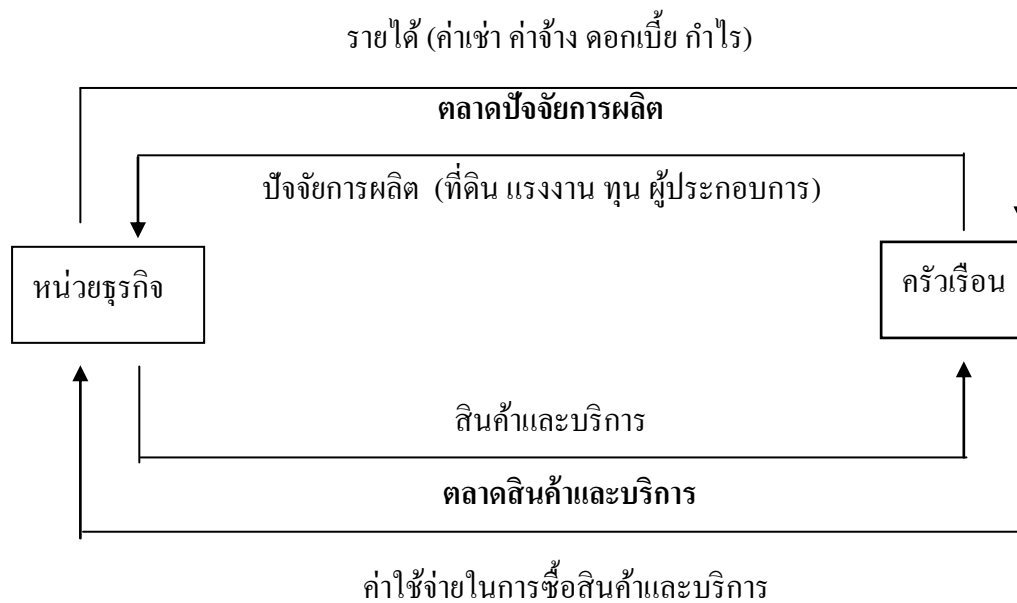 รายได้ (ค่าเช่า ค่าจ้าง ดอกเบี้ย กำไร)
ตลาดปัจจัยการผลิต
ปัจจัยการผลิต (ที่ดิน แรงงาน ทุน ผู้ประกอบการ)
หน่วยธุรกิจ
ครัวเรือน
สินค้าและบริการ
ตลาดสินค้าและบริการ
ค่าใช้จ่ายในการซื้อสินค้าและบริการ